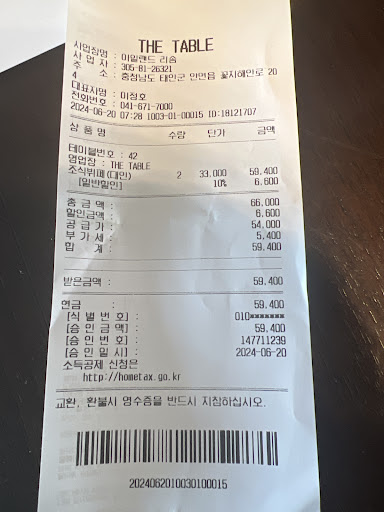 THE TABLE
사업장명 : 아일랜드 리솜
사 업 자 : 305-81-26321
주 소 : 충청남도 태안군 안면읍 꽃지해안로 20
4
대표자명 : 이정호
전화번호 : 041-671-7000
2024-06-20 07:28 1003-01-00015 ID:18121707
상 품 명 수량 단가 금액
테이블번호 : 42
영업장 : THE TABLE
조식뷔페(대인) 2 33,000 59,400
[일반할인] 10% 6,600
총 금 액 : 66,000
할인금액 : 6,600
공 급 가 : 54,000
부 가 세 : 5,400
합 계 : 59,400
받은금액 : 59,400
현금 : 59,400
[식 별 번 호] : 010*******
[승 인 금 액] : 59,400
[승 인 번 호] : 147711239
[승 인 일 시] : 2024-06-20
소득공제 신청은
http://hometax.go.kr
교환, 환불시 영수증을 반드시 지참하십시오.
2024062010030100015